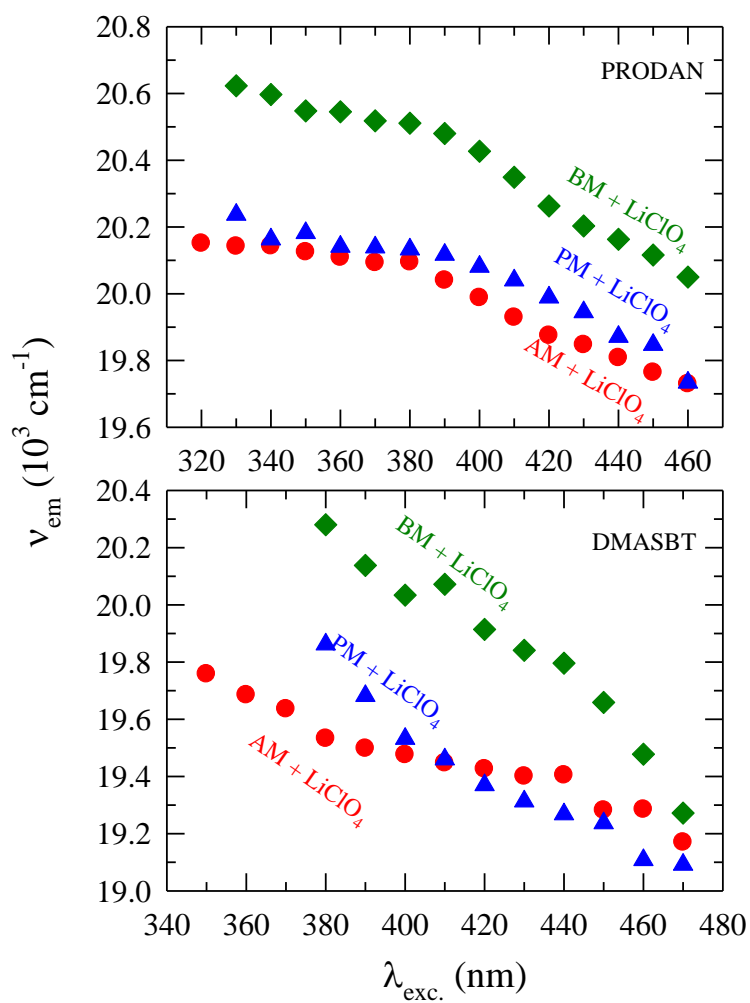 20.8
PRODAN
20.6
BM + LiClO₄
20.4
20.2
PM + LiClO₄
20.0
19.8
AM + LiClO₄
19.6
320 340 360 380 400 420 440 460
νem (10³ cm⁻¹)
20.4
BM + LiClO₄
DMASBT
20.2
20.0
19.8
PM + LiClO₄
19.6
AM + LiClO₄
19.4
19.2
19.0
340 360 380 400 420 440 460 480
λexc. (nm)